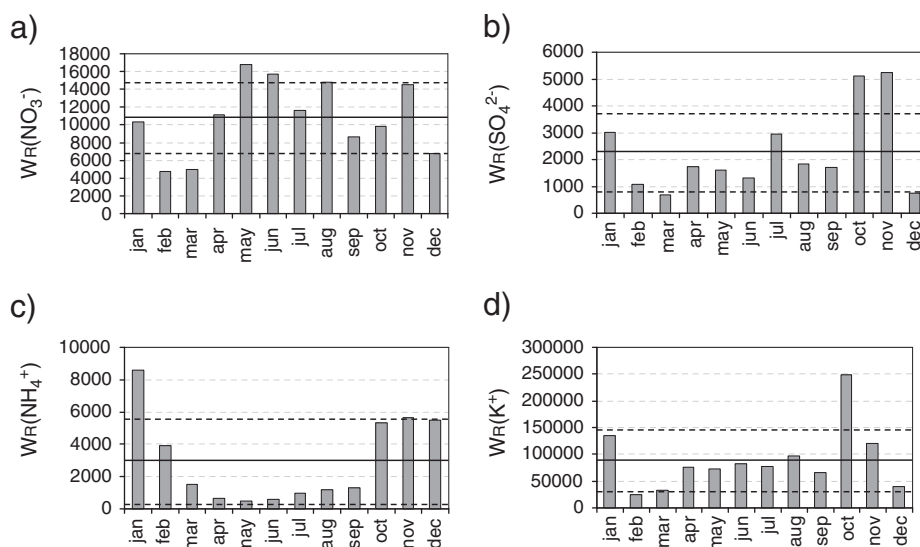 a)
W_R(NO₃⁻)
18000
16000
14000
12000
10000
8000
6000
4000
2000
0
jan
feb
mar
apr
may
jun
jul
aug
sep
oct
nov
dec
b)
W_R(SO₄²⁻)
6000
5000
4000
3000
2000
1000
0
jan
feb
mar
apr
May
jun
jul
aug
sep
oct
nov
dec
c)
W_R(NH₄⁺)
10000
8000
6000
4000
2000
0
jan
feb
mar
apr
may
jun
jul
aug
sep
oct
nov
dec
d)
W_R(K⁺)
300000
250000
200000
150000
100000
50000
0
jan
feb
mar
apr
May
jun
jul
aug
sep
oct
nov
dec